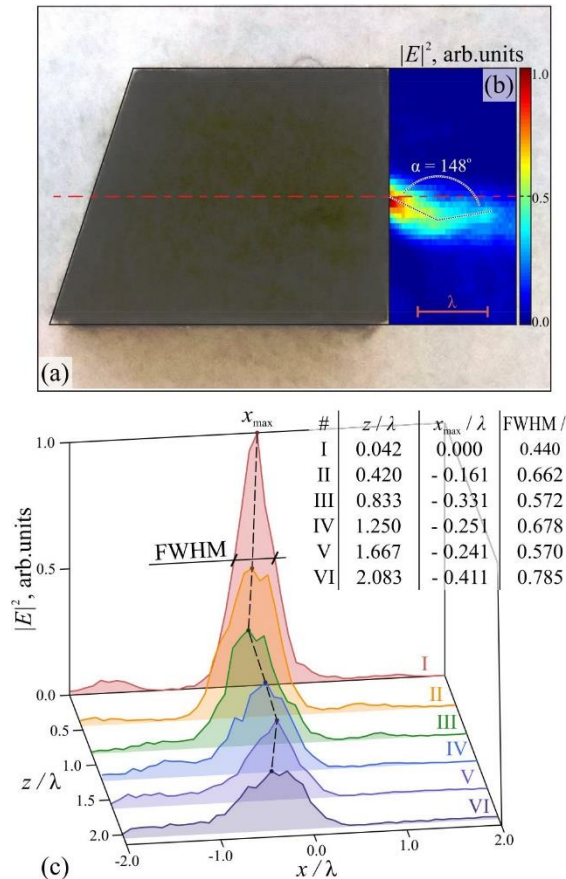 |E|², arb.units
(b)
1.0
α = 148°
0.5
λ
0.0
(a)
x_max
# z / λ x_max / λ FWHM /
I 0.042 0.000 0.440
II 0.420 - 0.161 0.662
III 0.833 - 0.331 0.572
IV 1.250 - 0.251 0.678
V 1.667 - 0.241 0.570
VI 2.083 - 0.411 0.785
1.0
FWHM
|E|², arb.units
0.5
0.0
I
II
III
IV
V
VI
0.5
1.0
1.5
2.0
z / λ
-2.0
-1.0
0.0
1.0
2.0
x / λ
(c)